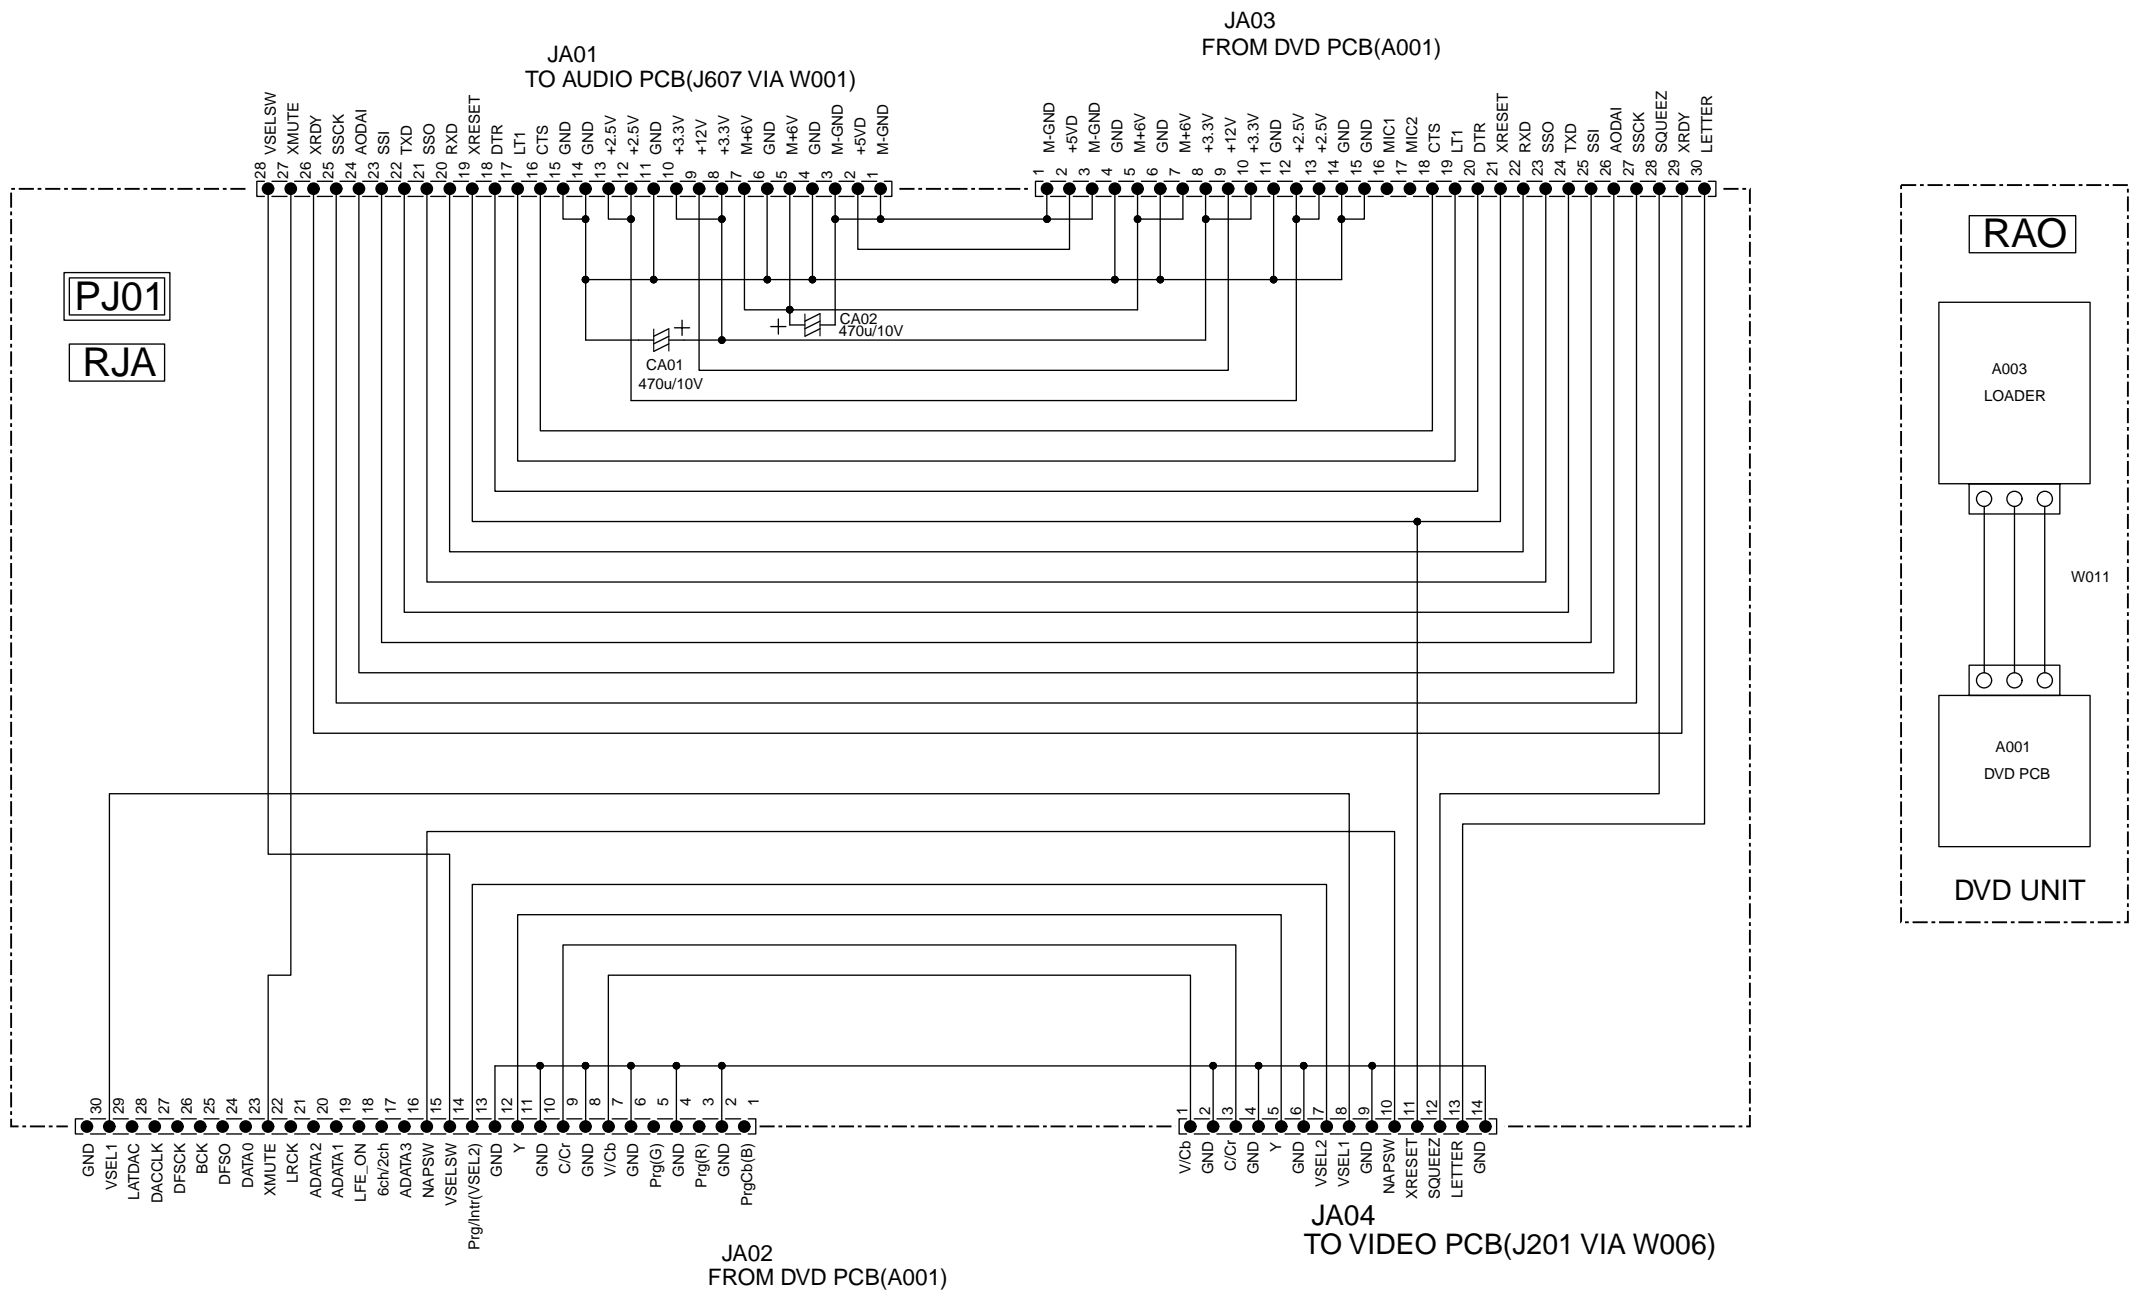 JA03
FROM DVD PCB(A001)
JA01
TO AUDIO PCB(J607 VIA W001)
28 VSELSW
27 XMUTE
26 XRDY
25 SSCK
24 AODAI
23 SSI
22 TXD
21 SSO
20 RXD
19 XRESET
18 DTR
17 LT1
16 CTS
15 GND
14 GND
13 +2.5V
12 +2.5V
11 GND
10 +3.3V
9 +12V
8 +3.3V
7 M+6V
6 GND
5 M+6V
4 GND
3 M-GND
2 +5VD
1 M-GND
1 M-GND
2 +5VD
3 M-GND
4 GND
5 M+6V
6 GND
7 M+6V
8 +3.3V
9 +12V
10 +3.3V
11 GND
12 +2.5V
13 +2.5V
14 GND
15 GND
16 MIC1
17 MIC2
18 CTS
19 LT1
20 DTR
21 XRESET
22 RXD
23 SSO
24 TXD
25 SSI
26 AODAI
27 SSCK
28 SQUEEZ
29 XRDY
30 LETTER
PJ01
RJA
+
CA01
470u/10V
+
CA02
470u/10V
RAO
A003
LOADER
W011
A001
DVD PCB
DVD UNIT
30 GND
29 VSEL1
28 LATDAC
27 DACCLK
26 DFSCK
25 BCK
24 DFSO
23 DATA0
22 XMUTE
21 LRCK
20 ADATA2
19 ADATA1
18 LFE_ON
17 6ch/2ch
16 ADATA3
15 NAPSW
14 VSELSW
13 Prg/Intr(VSEL2)
12 GND
11 Y
10 GND
9 C/Cr
8 GND
7 V/Cb
6 GND
5 Prg(G)
4 GND
3 Prg(R)
2 GND
1 PrgCb(B)
1 V/Cb
2 GND
3 C/Cr
4 GND
5 Y
6 GND
7 VSEL2
8 VSEL1
9 GND
10 NAPSW
11 XRESET
12 SQUEEZ
13 LETTER
14 GND
JA04
TO VIDEO PCB(J201 VIA W006)
JA02
FROM DVD PCB(A001)